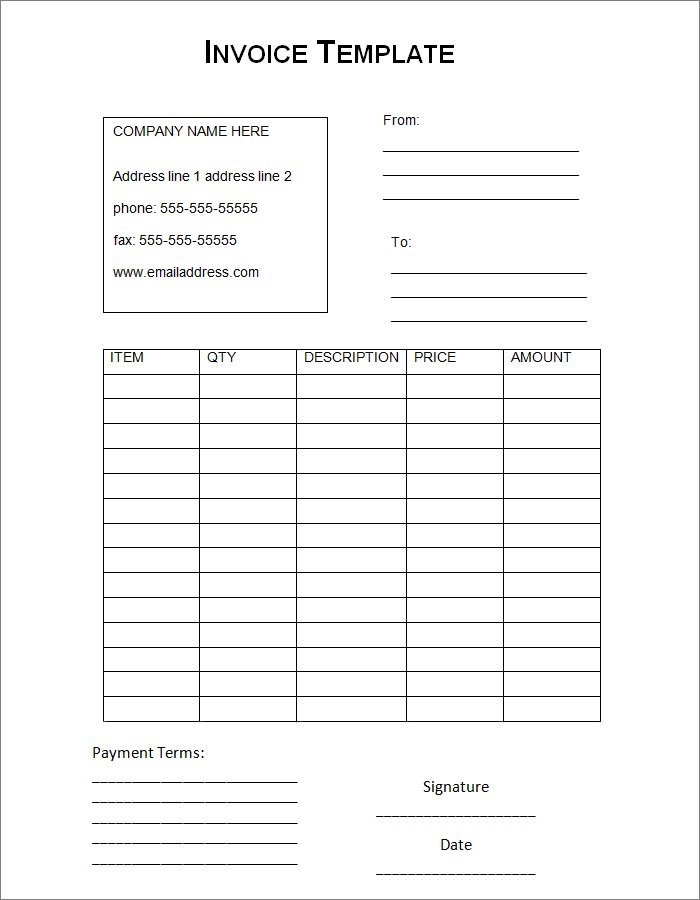 INVOICE TEMPLATE
COMPANY NAME HERE
Address line 1 address line 2
phone: 555-555-55555
fax: 555-555-55555
www.emailaddress.com
From:
To:
ITEM QTY DESCRIPTION PRICE AMOUNT
Payment Terms:
Signature
Date